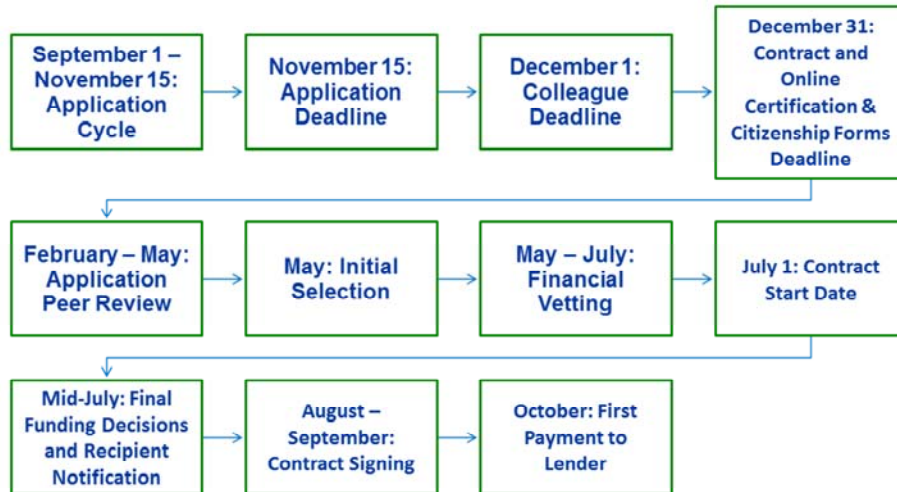 September 1 –
November 15:
Application
Cycle
November 15:
Application
Deadline
December 1:
Colleague
Deadline
December 31:
Contract and
Online
Certification &
Citizenship Forms
Deadline
February – May:
Application
Peer Review
May: Initial
Selection
May – July:
Financial
Vetting
July 1: Contract
Start Date
Mid-July: Final
Funding Decisions
and Recipient
Notification
August –
September:
Contract Signing
October: First
Payment to
Lender